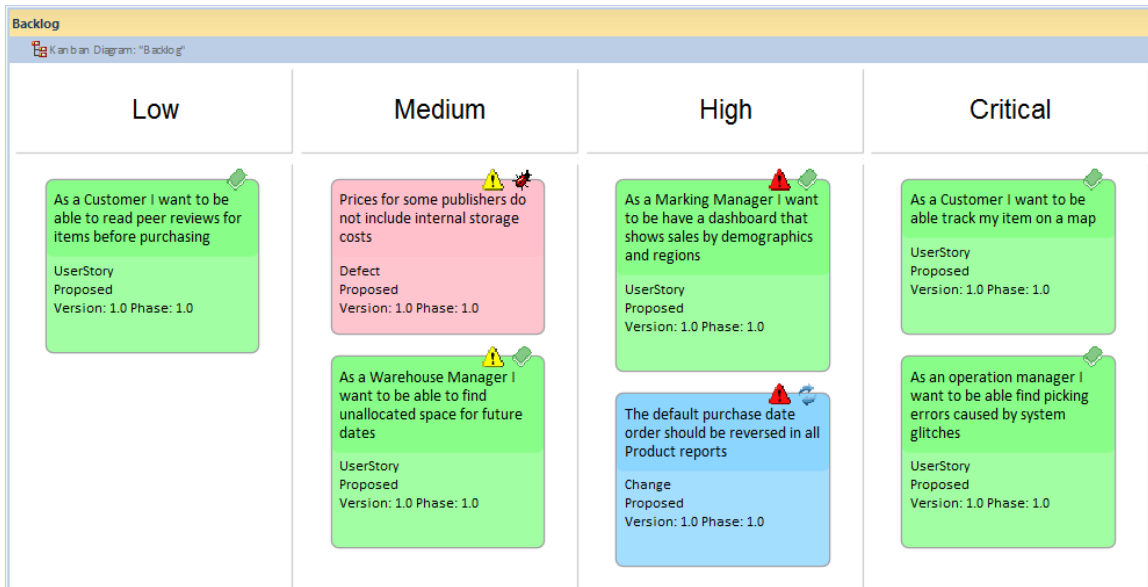 Backlog
Kanban Diagram: "Backlog"
Low
Medium
High
Critical
As a Customer I want to be
able to read peer reviews for
items before purchasing
UserStory
Proposed
Version: 1.0 Phase: 1.0
Prices for some publishers do
not include internal storage
costs
Defect
Proposed
Version: 1.0 Phase: 1.0
As a Warehouse Manager I
want to be able to find
unallocated space for future
dates
UserStory
Proposed
Version: 1.0 Phase: 1.0
As a Marking Manager I want
to be have a dashboard that
shows sales by demographics
and regions
UserStory
Proposed
Version: 1.0 Phase: 1.0
The default purchase date
order should be reversed in all
Product reports
Change
Proposed
Version: 1.0 Phase: 1.0
As a Customer I want to be
able track my item on a map
UserStory
Proposed
Version: 1.0 Phase: 1.0
As an operation manager I
want to be able find picking
errors caused by system
glitches
UserStory
Proposed
Version: 1.0 Phase: 1.0